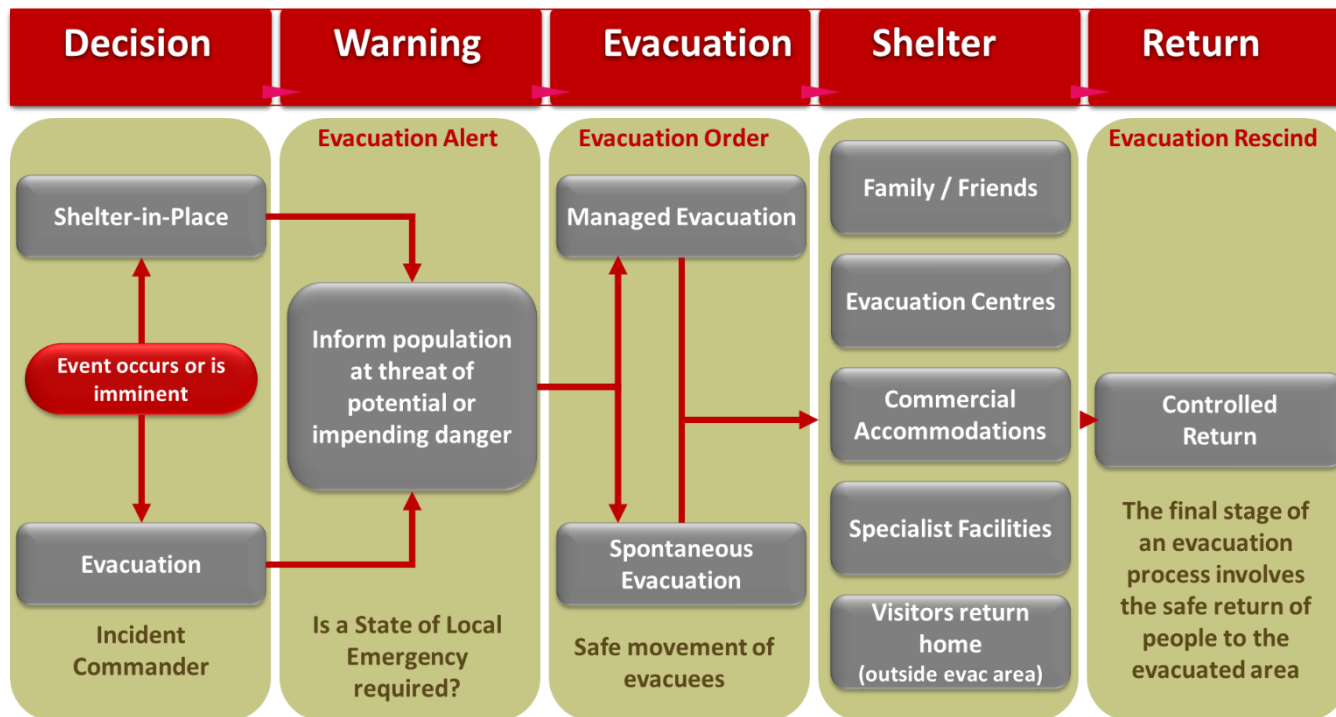 Decision
Warning
Evacuation
Shelter
Return
Shelter-in-Place
Event occurs or is
imminent
Evacuation
Incident
Commander
Evacuation Alert
Inform population
at threat of
potential or
impending danger
Is a State of Local
Emergency
required?
Evacuation Order
Managed Evacuation
Spontaneous
Evacuation
Safe movement of
evacuees
Family / Friends
Evacuation Centres
Commercial
Accommodations
Specialist Facilities
Visitors return
home
(outside evac area)
Evacuation Rescind
Controlled
Return
The final stage of
an evacuation
process involves
the safe return of
people to the
evacuated area